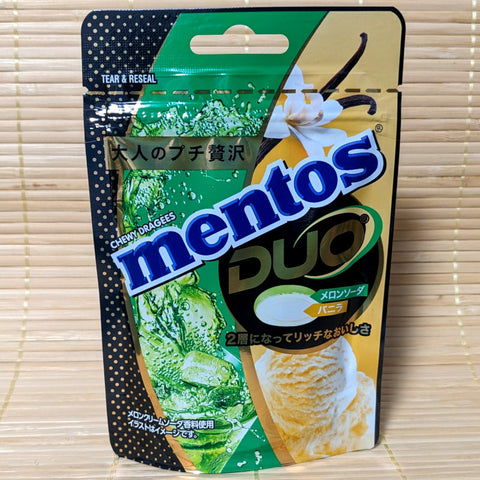 TEAR & RESEAL
大人のプチ贅沢
mentos®
CHEWY DRAGEES
DUO®
メロンソーダ
バニラ
2層になってリッチなおいしさ
メロンクリームソーダ香料使用
イラストはイメージです。